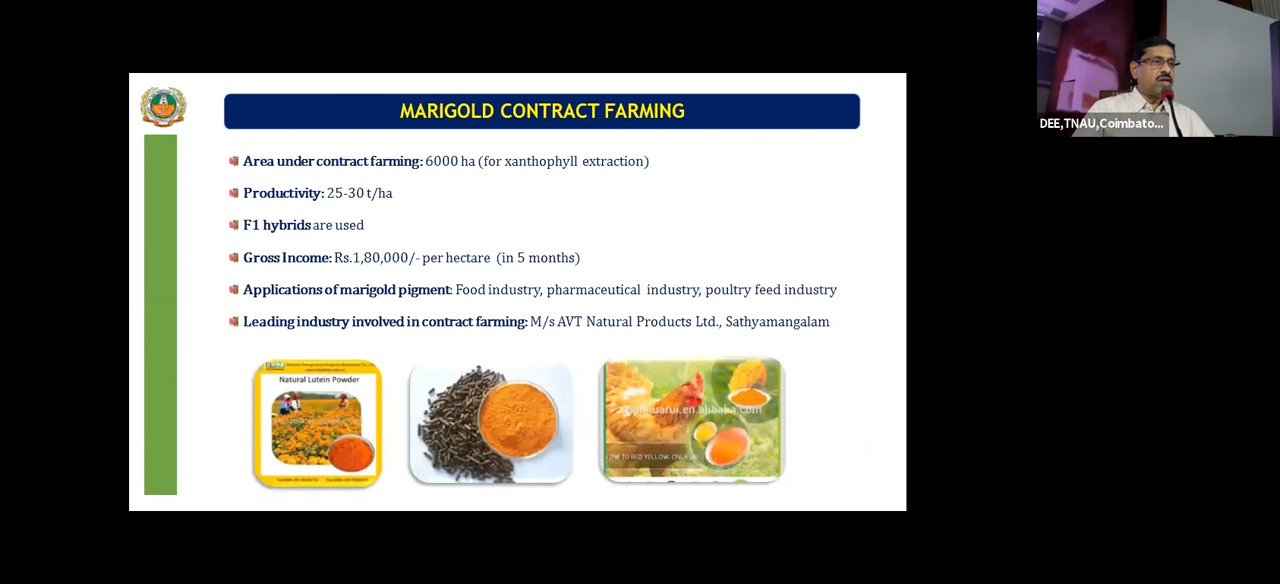 MARIGOLD CONTRACT FARMING
DEE,TNAU,Coimbato...
Area under contract farming: 6000 ha (for xanthophyll extraction)
Productivity: 25-30 t/ha
F1 hybrids are used
Gross Income: Rs.1,80,000/- per hectare (in 5 months)
Applications of marigold pigment: Food industry, pharmaceutical industry, poultry feed industry
Leading industry involved in contract farming: M/s AVT Natural Products Ltd., Sathyamangalam
Natural Lutein Powder
.en.alibaba.com
LOW TO RED YELLOW, ONLY